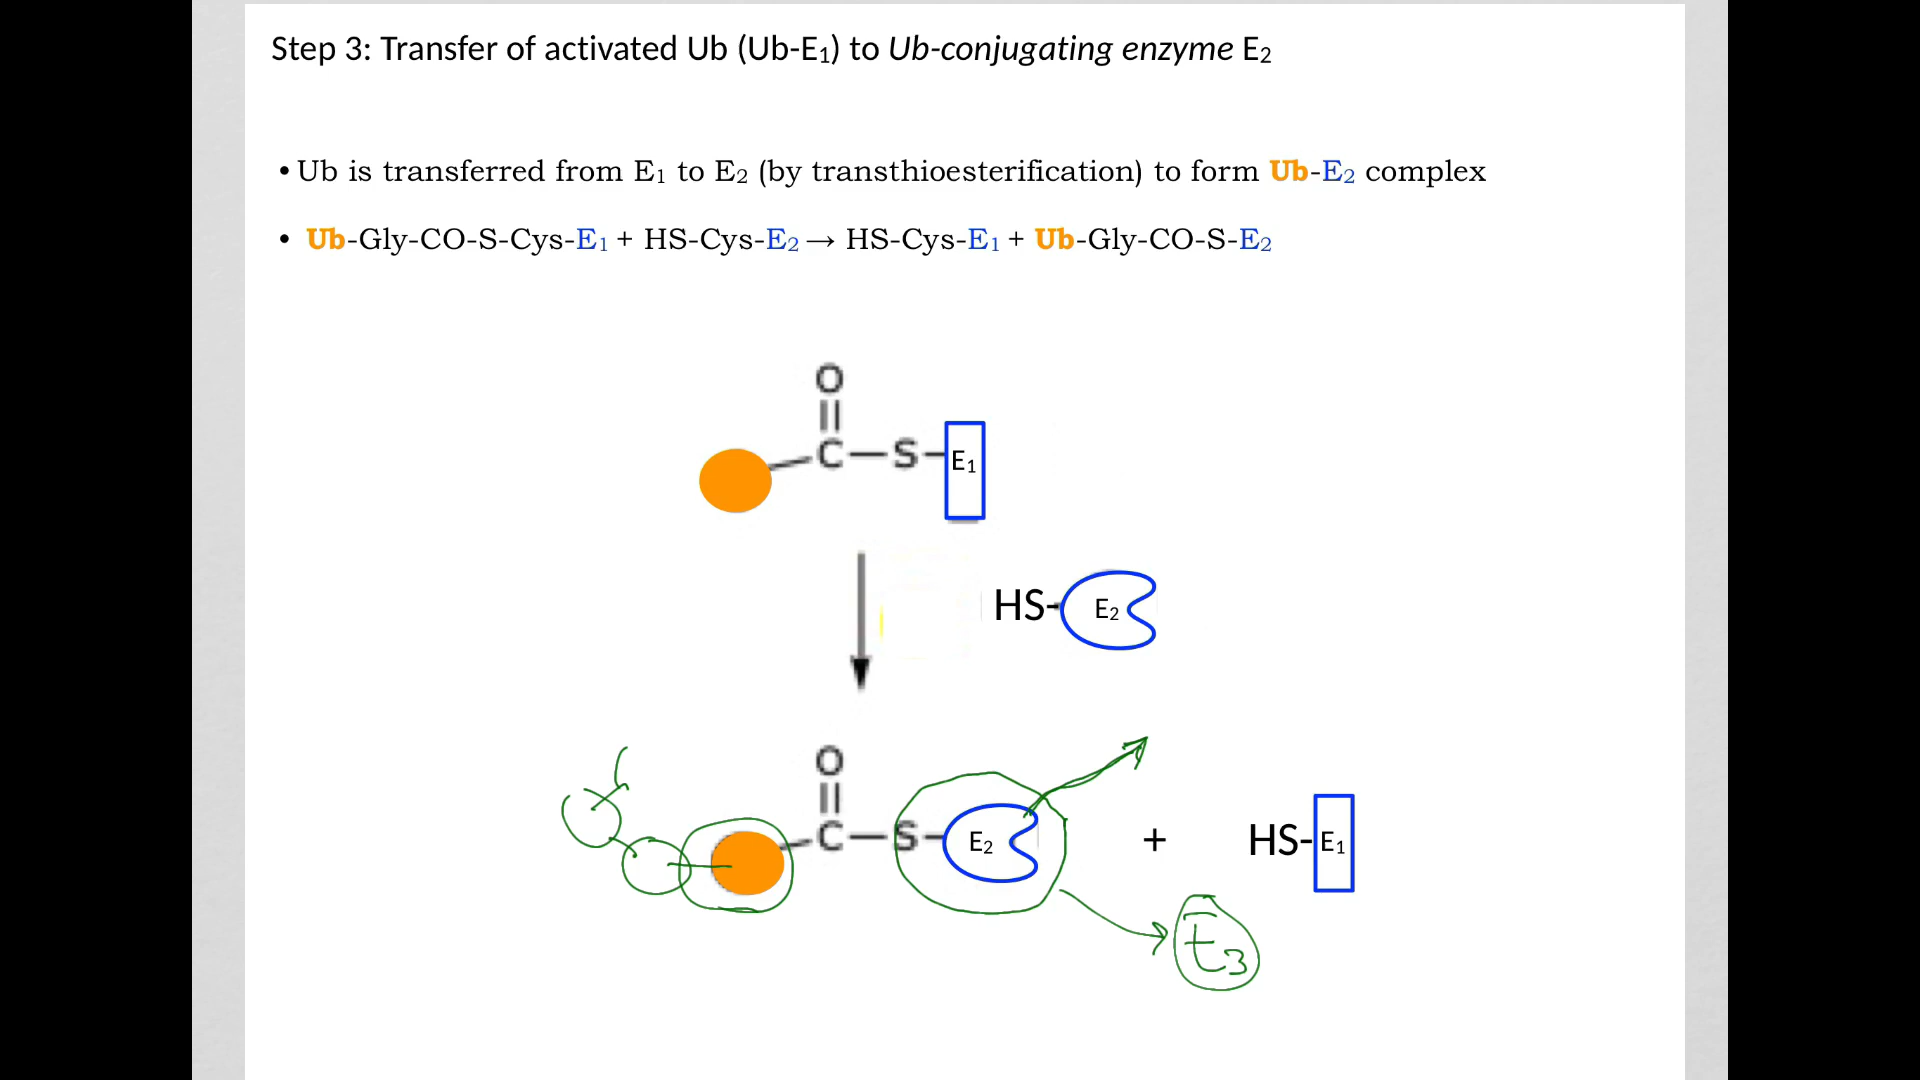 Step 3: Transfer of activated Ub (Ub-E₁) to Ub-conjugating enzyme E₂
• Ub is transferred from E₁ to E₂ (by transthioesterification) to form Ub-E₂ complex
• Ub-Gly-CO-S-Cys-E₁ + HS-Cys-E₂ → HS-Cys-E₁ + Ub-Gly-CO-S-E₂
O
C—S—E₁
HS-E₂
O
C—S—E₂ + HS-E₁
E₃